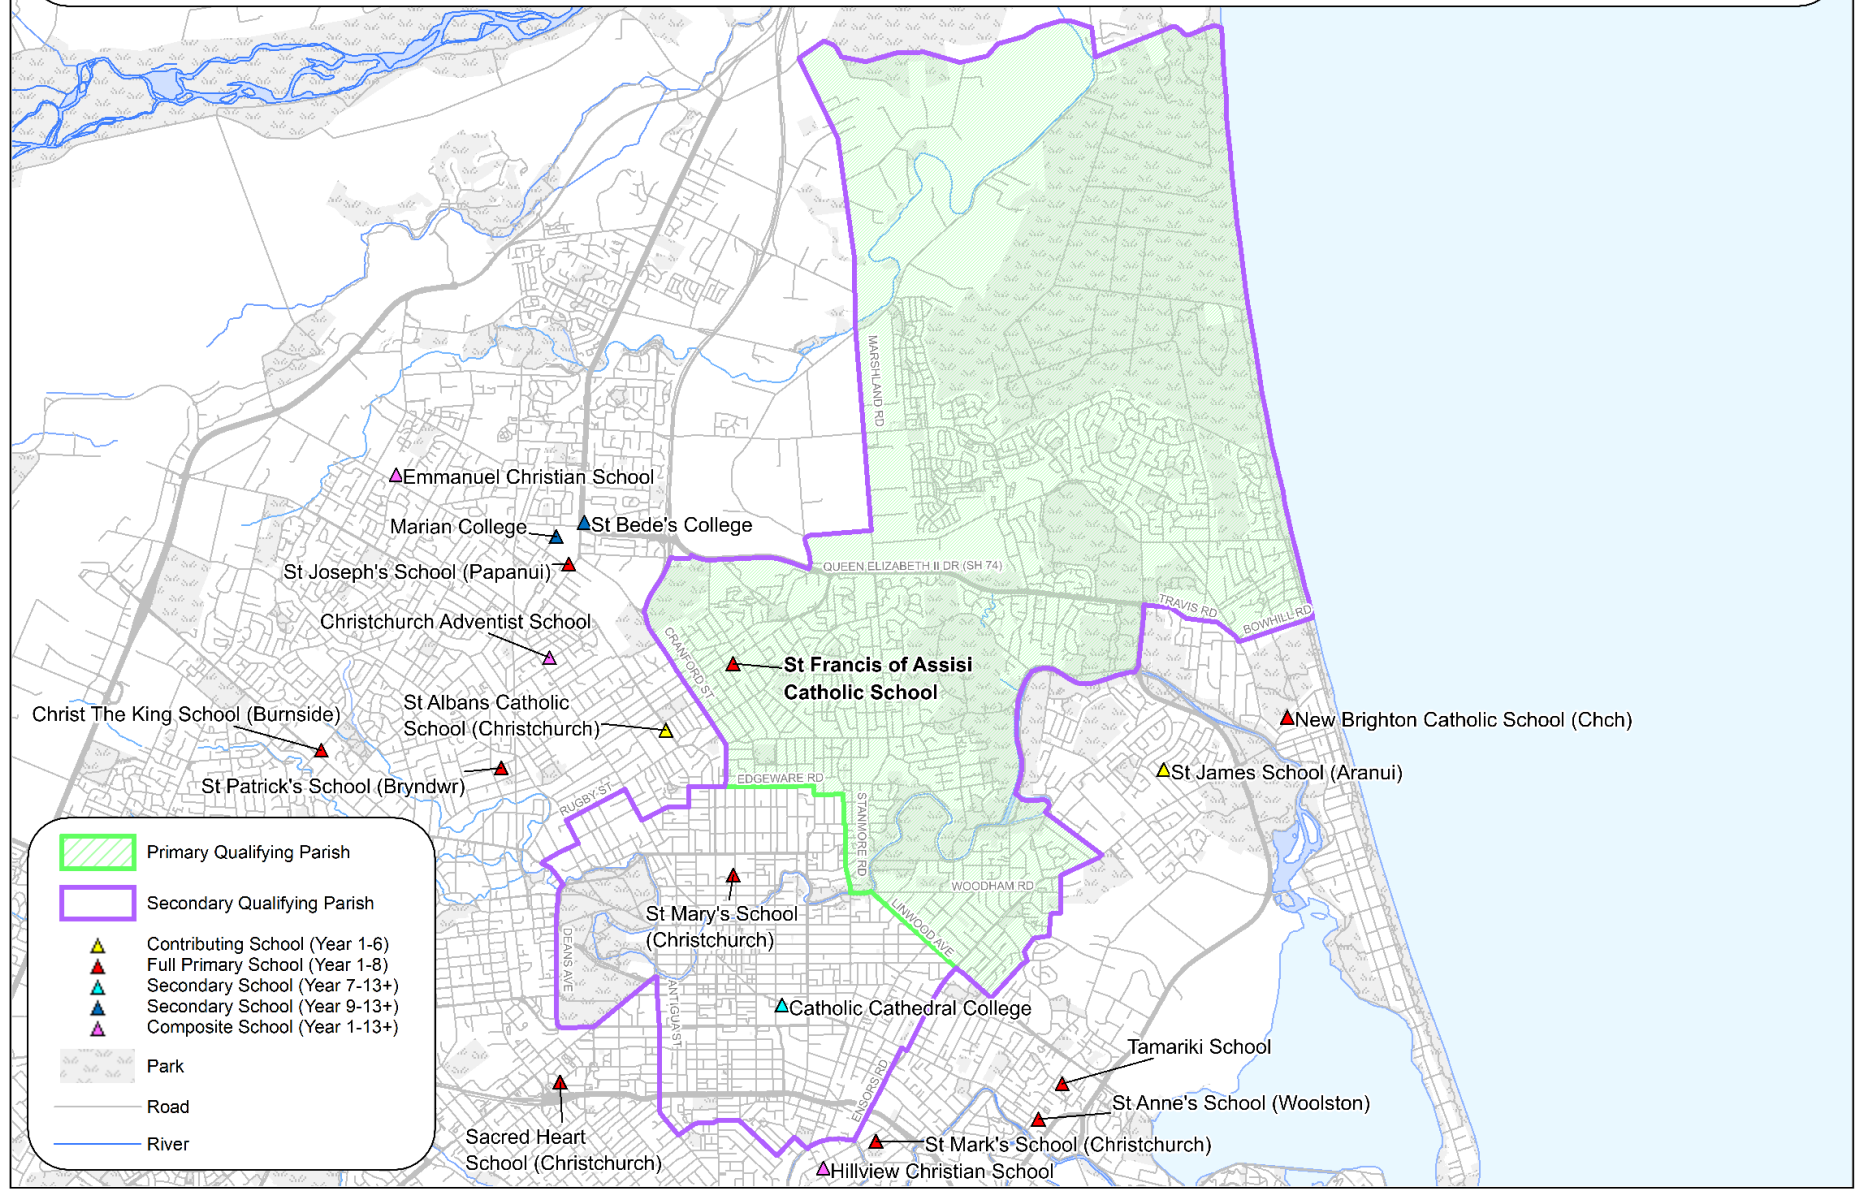 MARSHLAND RD
Emmanuel Christian School
Marian College
St Bede's College
St Joseph's School (Papanui)
QUEEN ELIZABETH II DR (SH 74)
TRAVIS RD
BOWHILL RD
Christchurch Adventist School
CRANFORD ST
St Francis of Assisi
Catholic School
St Albans Catholic
School (Christchurch)
Christ The King School (Burnside)
New Brighton Catholic School (Chch)
St Patrick's School (Bryndwr)
St James School (Aranui)
EDGEWARE RD
RUGBY ST
STANMORE RD
WOODHAM RD
LINWOOD AVE
St Mary's School
(Christchurch)
DEANS AVE
ANTIGUA ST
Catholic Cathedral College
ENSORS RD
Tamariki School
St Anne's School (Woolston)
St Mark's School (Christchurch)
Sacred Heart
School (Christchurch)
Hillview Christian School
Primary Qualifying Parish
Secondary Qualifying Parish
Contributing School (Year 1-6)
Full Primary School (Year 1-8)
Secondary School (Year 7-13+)
Secondary School (Year 9-13+)
Composite School (Year 1-13+)
Park
Road
River